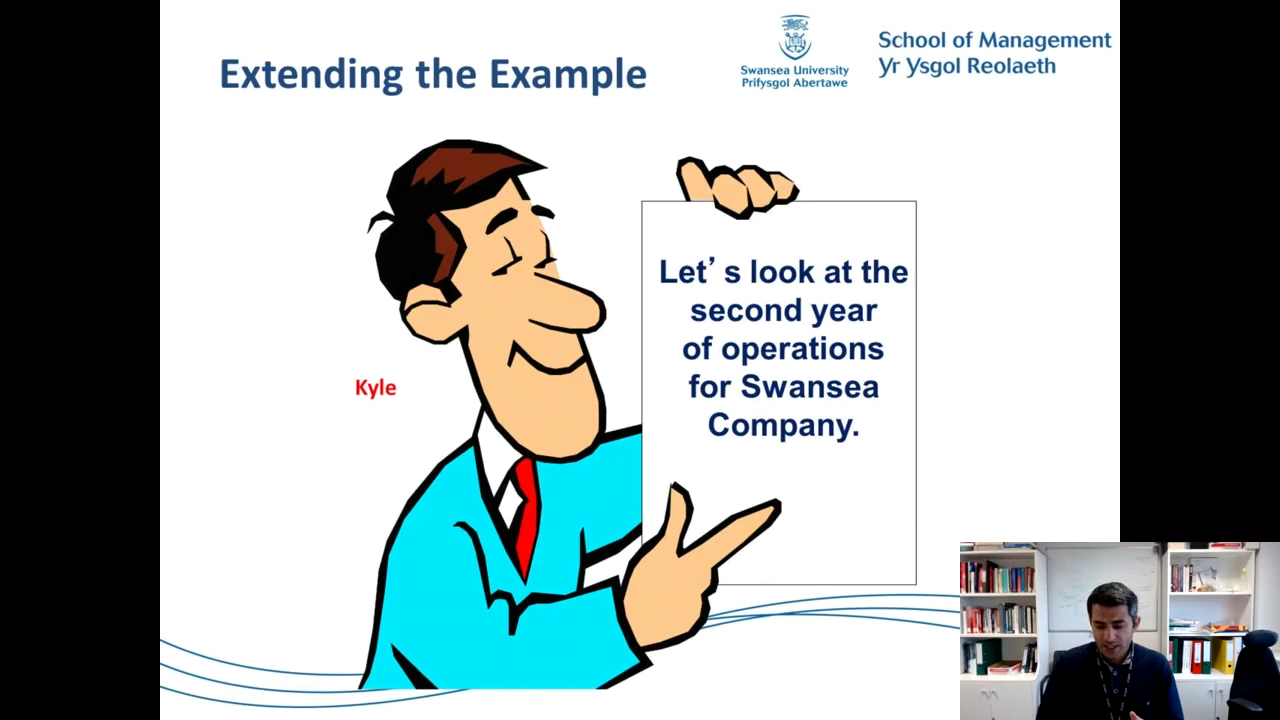 Extending the Example
Swansea University
Prifysgol Abertawe
School of Management
Yr Ysgol Reolaeth
Let’ s look at the
second year
of operations
for Swansea
Company.
Kyle